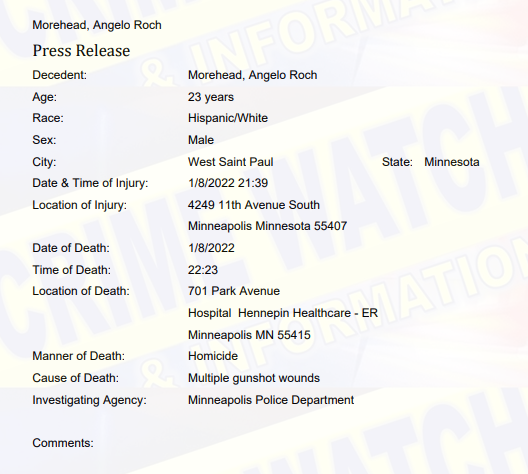 Morehead, Angelo Roch
Press Release
Decedent: Morehead, Angelo Roch
Age: 23 years
Race: Hispanic/White
Sex: Male
City: West Saint Paul State: Minnesota
Date & Time of Injury: 1/8/2022 21:39
Location of Injury: 4249 11th Avenue South
Minneapolis Minnesota 55407
Date of Death: 1/8/2022
Time of Death: 22:23
Location of Death: 701 Park Avenue
Hospital Hennepin Healthcare - ER
Minneapolis MN 55415
Manner of Death: Homicide
Cause of Death: Multiple gunshot wounds
Investigating Agency: Minneapolis Police Department
Comments:
CRIME WATCH
& INFORMATION